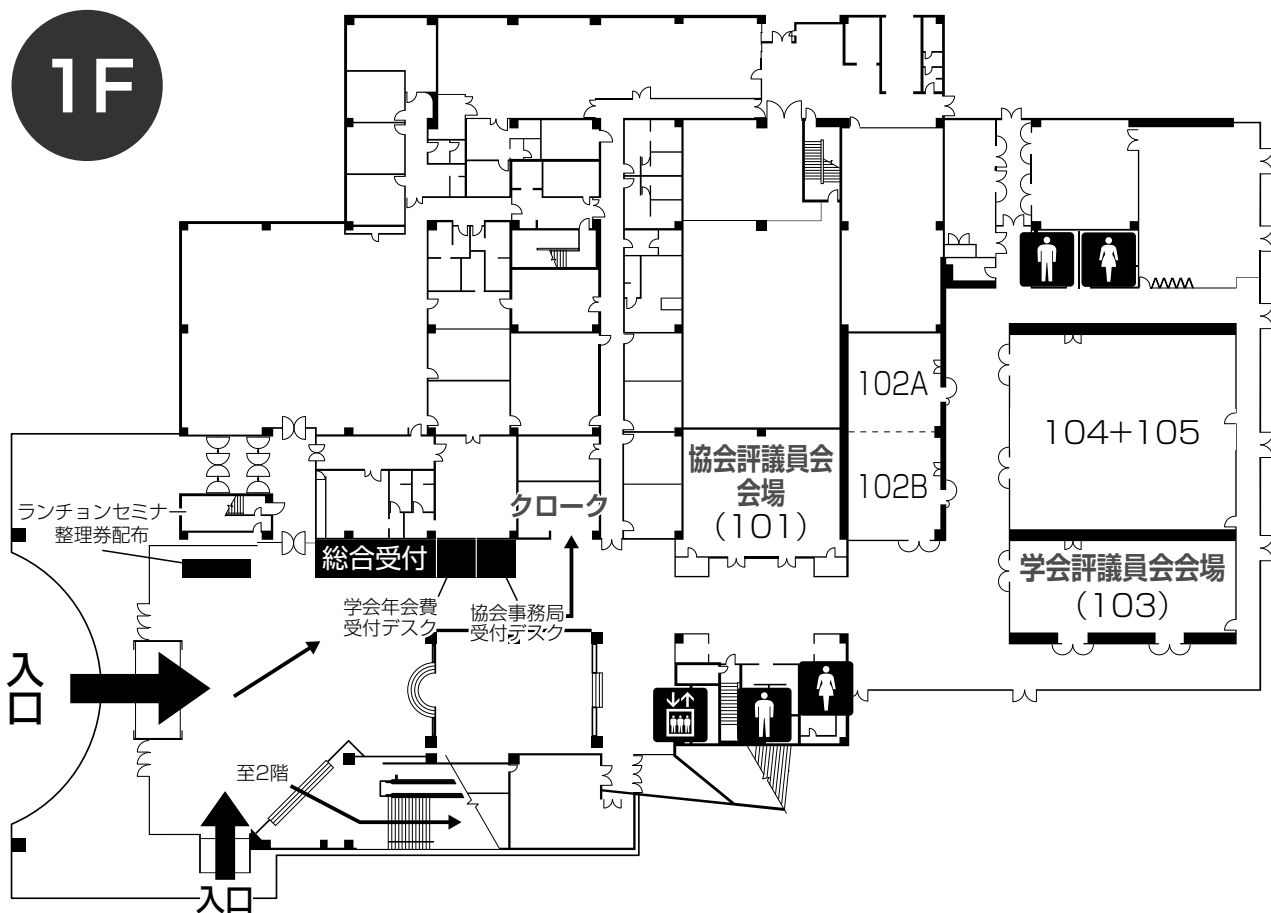 1F
102A
104+105
協会評議員会
会場
(101)
102B
クローク
ランチョンセミナー
整理券配布
総合受付
学会評議員会会場
(103)
学会年会費
受付デスク
協会事務局
受付デスク
入口
至2階
入口